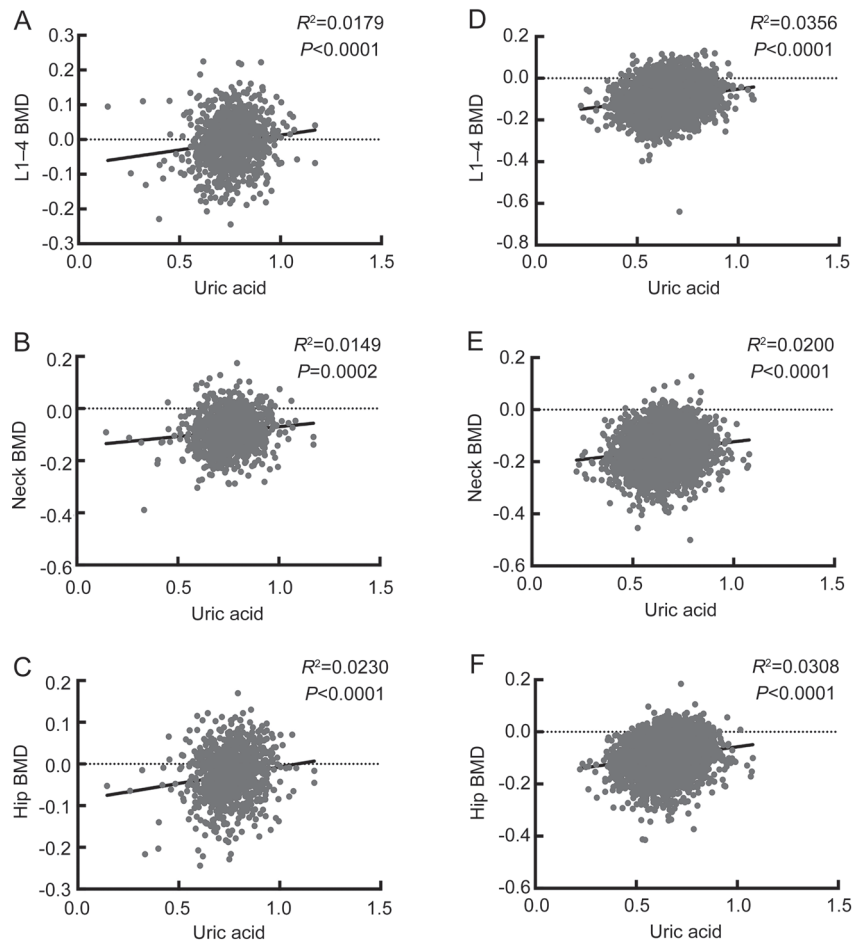 A
R²=0.0179
P<0.0001
0.3
0.2
0.1
0.0
-0.1
-0.2
-0.3
L1–4 BMD
0.0 0.5 1.0 1.5
Uric acid
D
R²=0.0356
P<0.0001
0.0
-0.2
-0.4
-0.6
-0.8
L1–4 BMD
0.0 0.5 1.0 1.5
Uric acid
B
R²=0.0149
P=0.0002
0.2
0.0
-0.2
-0.4
-0.6
Neck BMD
0.0 0.5 1.0 1.5
Uric acid
E
R²=0.0200
P<0.0001
0.2
0.0
-0.2
-0.4
-0.6
Neck BMD
0.0 0.5 1.0 1.5
Uric acid
C
R²=0.0230
P<0.0001
0.2
0.1
0.0
-0.1
-0.2
-0.3
Hip BMD
0.0 0.5 1.0 1.5
Uric acid
F
R²=0.0308
P<0.0001
0.2
0.0
-0.2
-0.4
-0.6
Hip BMD
0.0 0.5 1.0 1.5
Uric acid